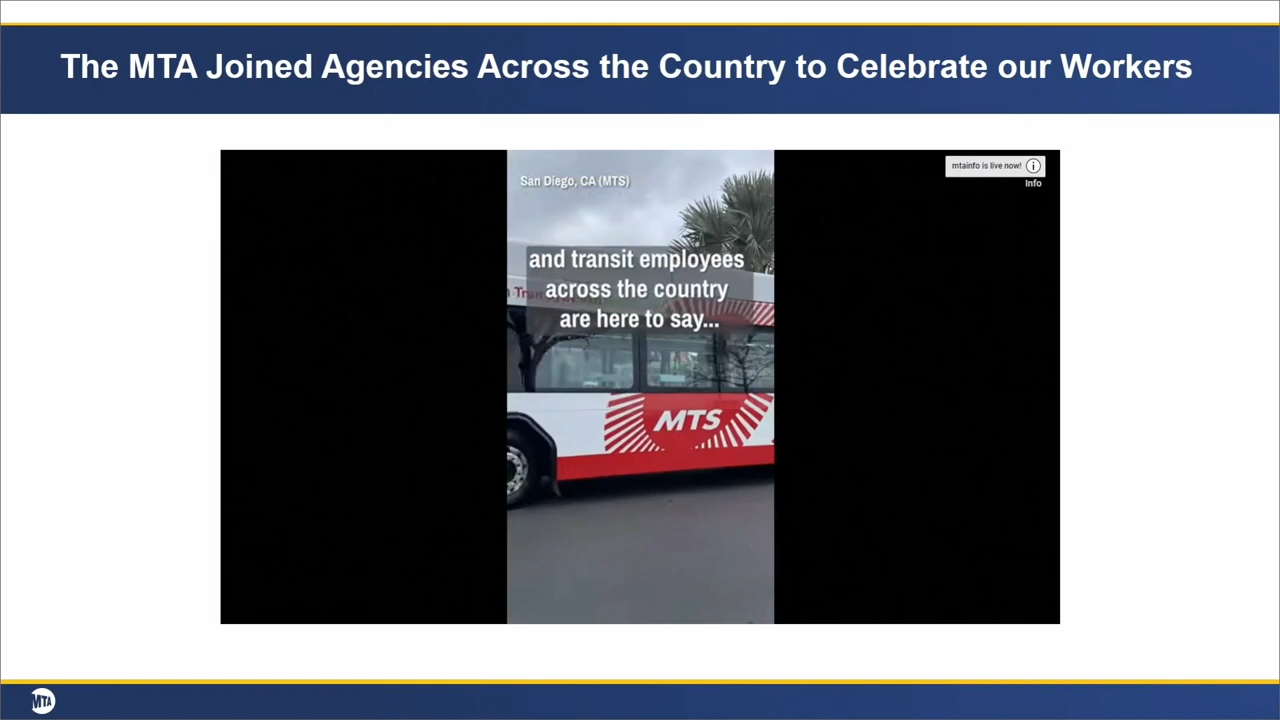 The MTA Joined Agencies Across the Country to Celebrate our Workers
mtainfo is live now!
Info
San Diego, CA (MTS)
and transit employees
across the country
are here to say...
MTS
MTA